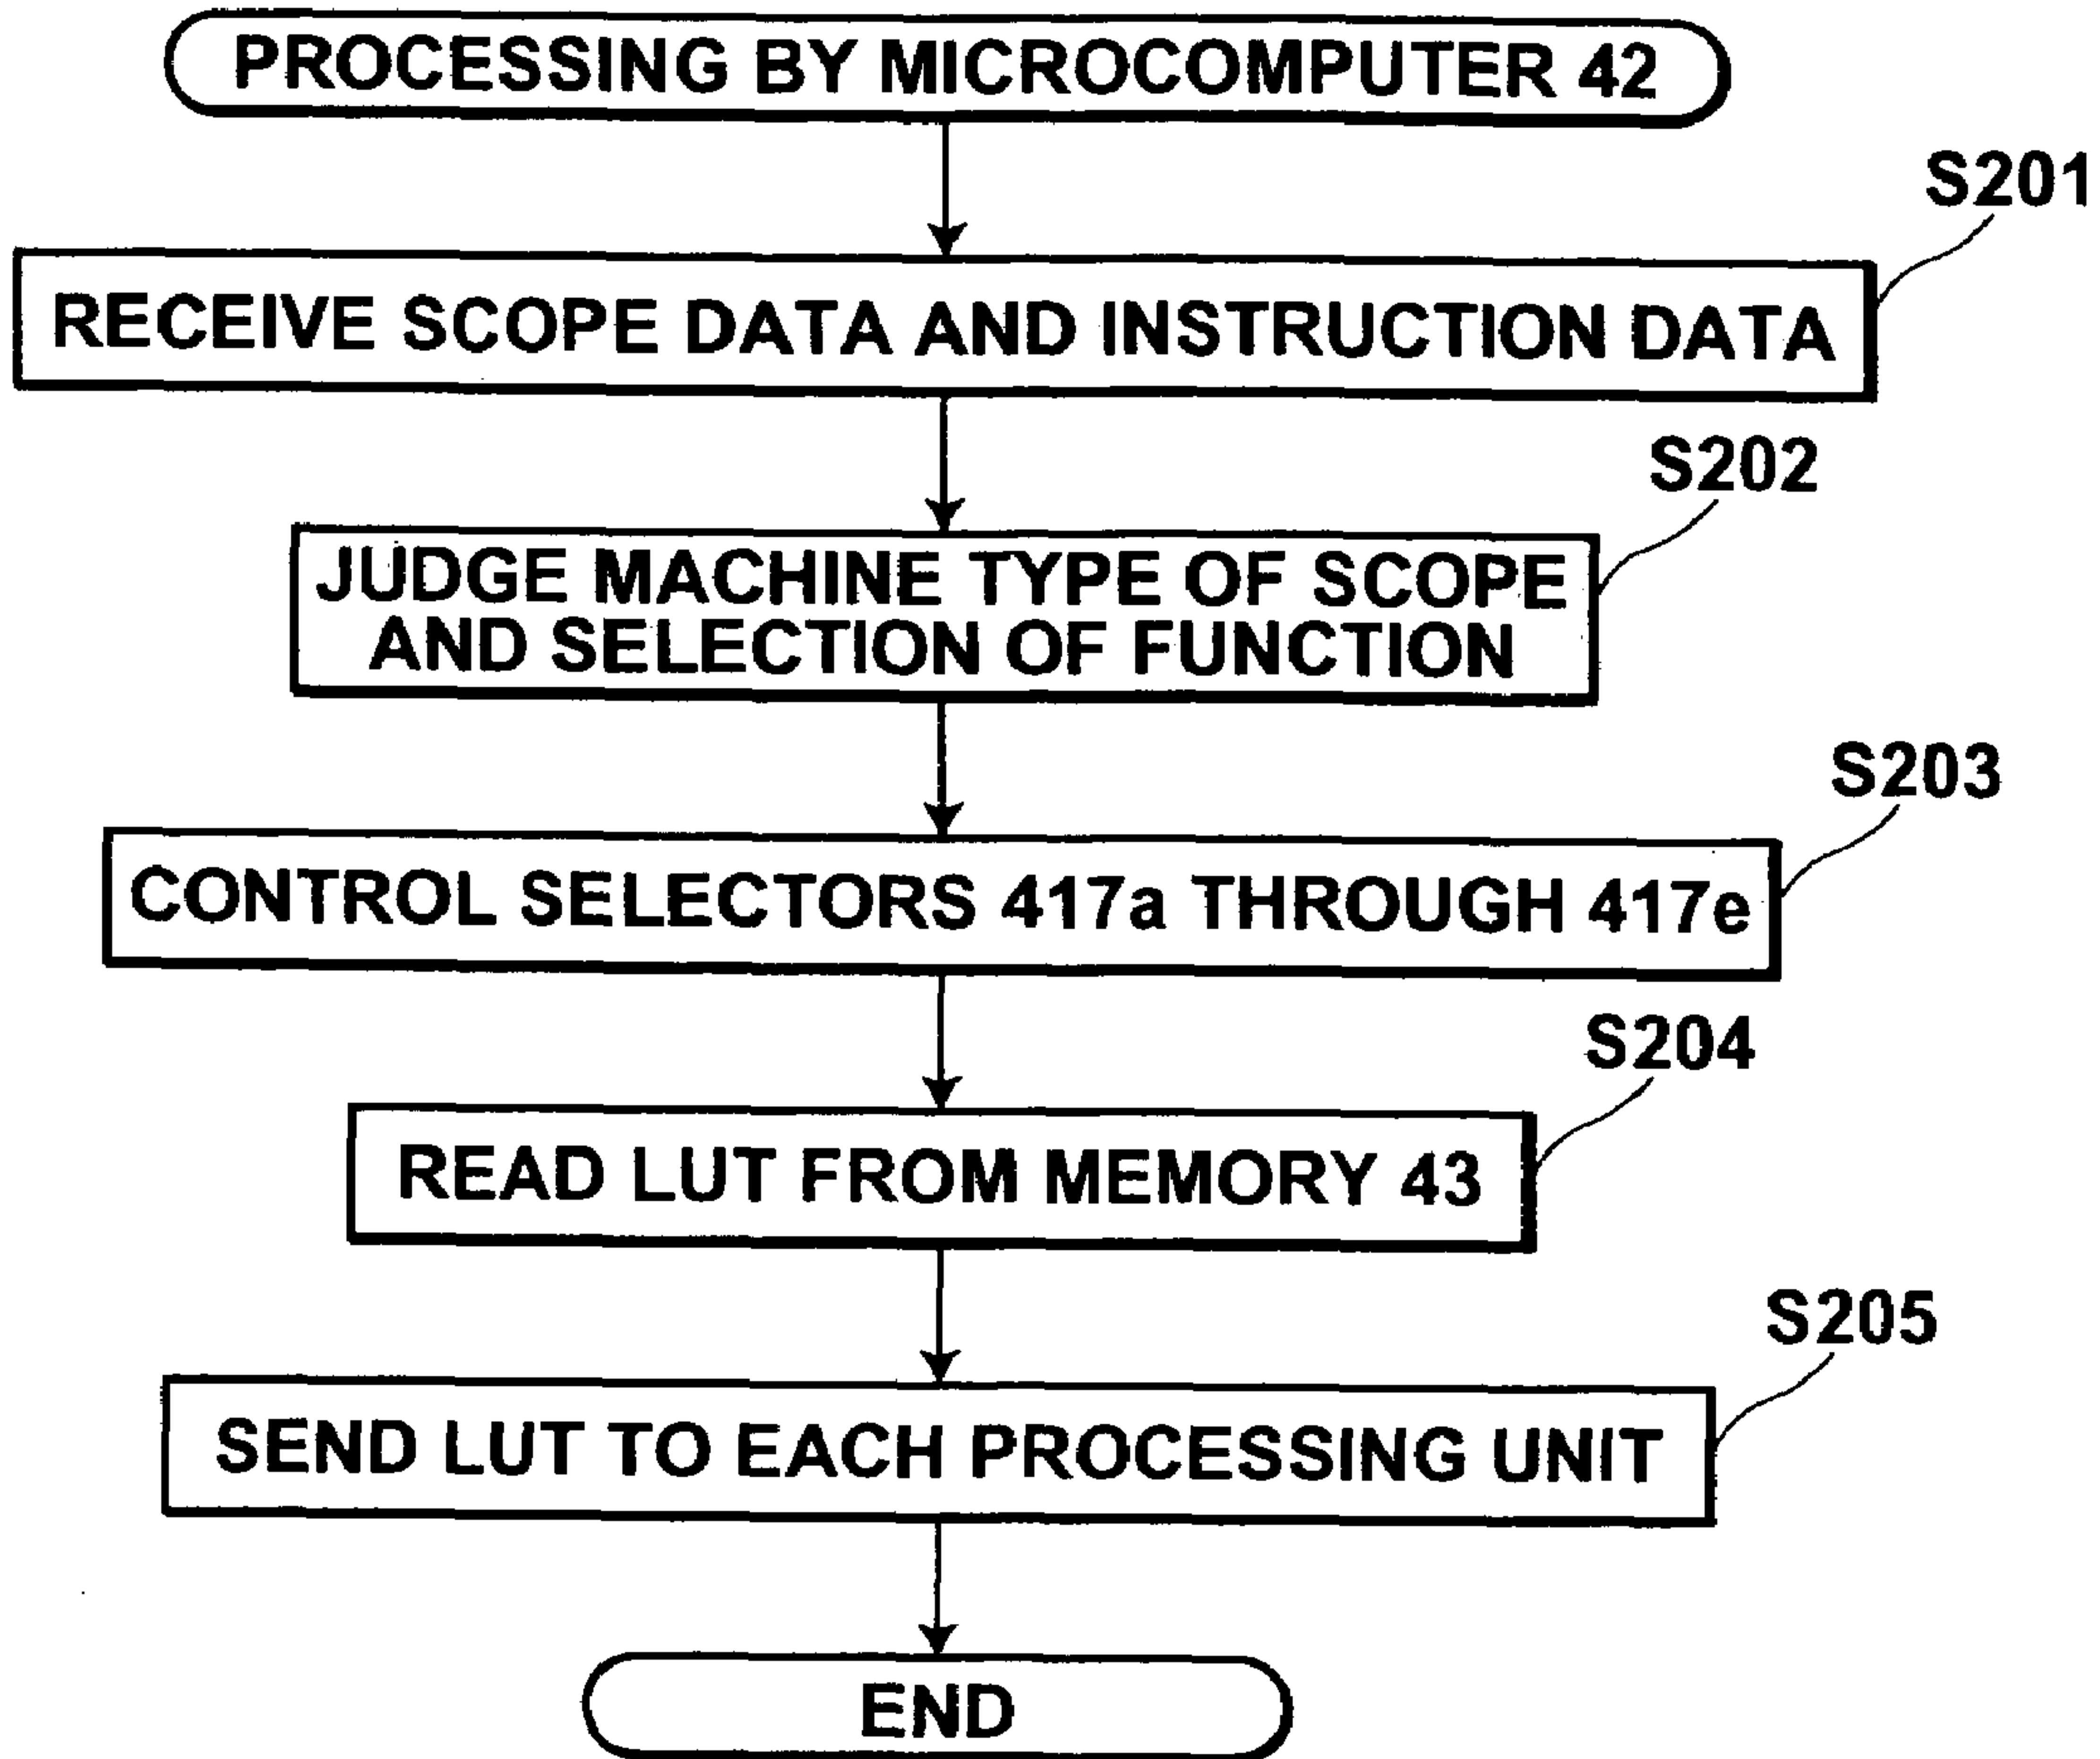 PROCESSING BY MICROCOMPUTER 42
S201
RECEIVE SCOPE DATA AND INSTRUCTION DATA
S202
JUDGE MACHINE TYPE OF SCOPE
AND SELECTION OF FUNCTION
S203
CONTROL SELECTORS 417a THROUGH 417e
S204
READ LUT FROM MEMORY 43
S205
SEND LUT TO EACH PROCESSING UNIT
END